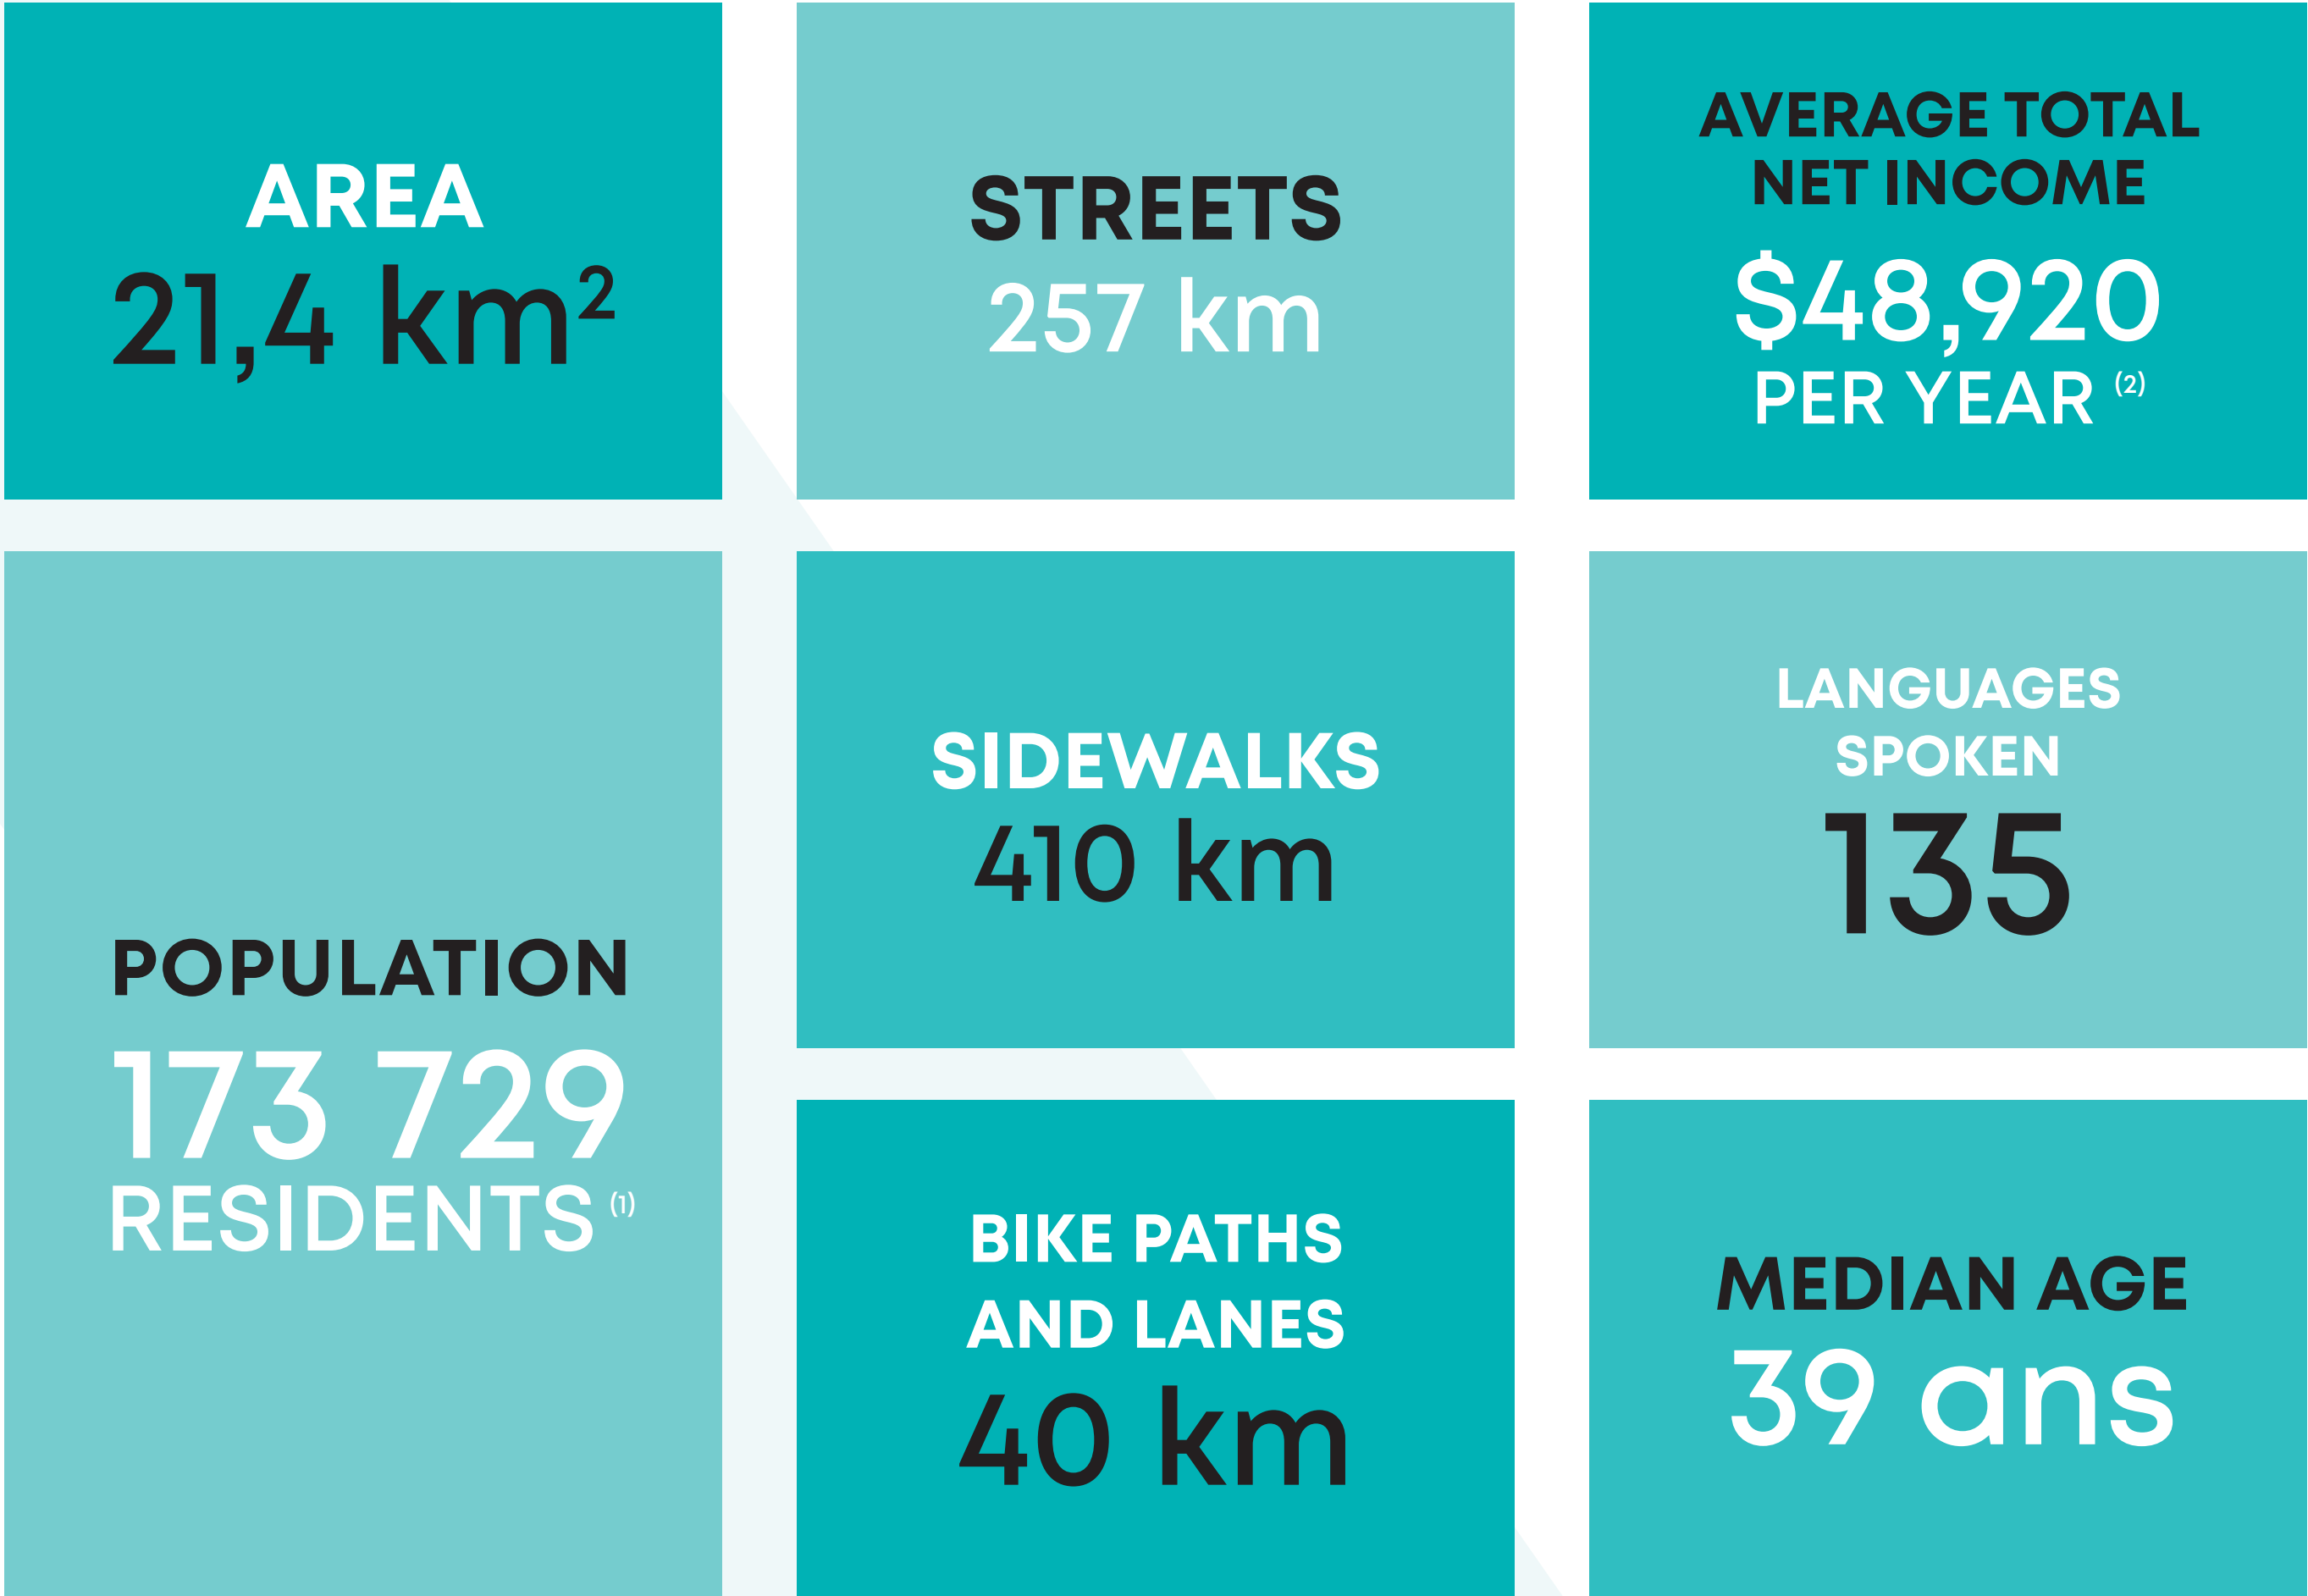 AREA
21,4 km²
STREETS
257 km
AVERAGE TOTAL
NET INCOME
$48,920
PER YEAR (2)
POPULATION
173 729
RESIDENTS (1)
SIDEWALKS
410 km
LANGUAGES
SPOKEN
135
BIKE PATHS
AND LANES
40 km
MEDIAN AGE
39 ans